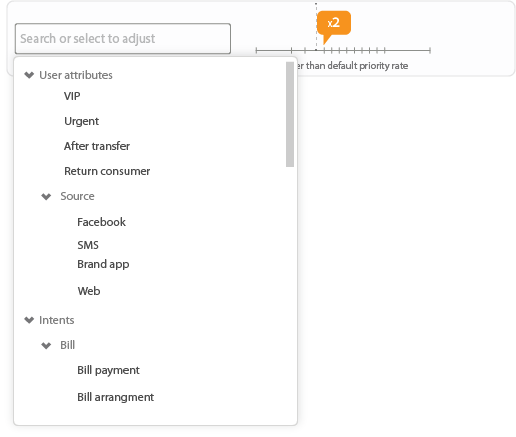 x2
Search or select to adjust
than default priority rate
User attributes
VIP
Urgent
After transfer
Return consumer
Source
Facebook
SMS
Brand app
Web
Intents
Bill
Bill payment
Bill arrangment